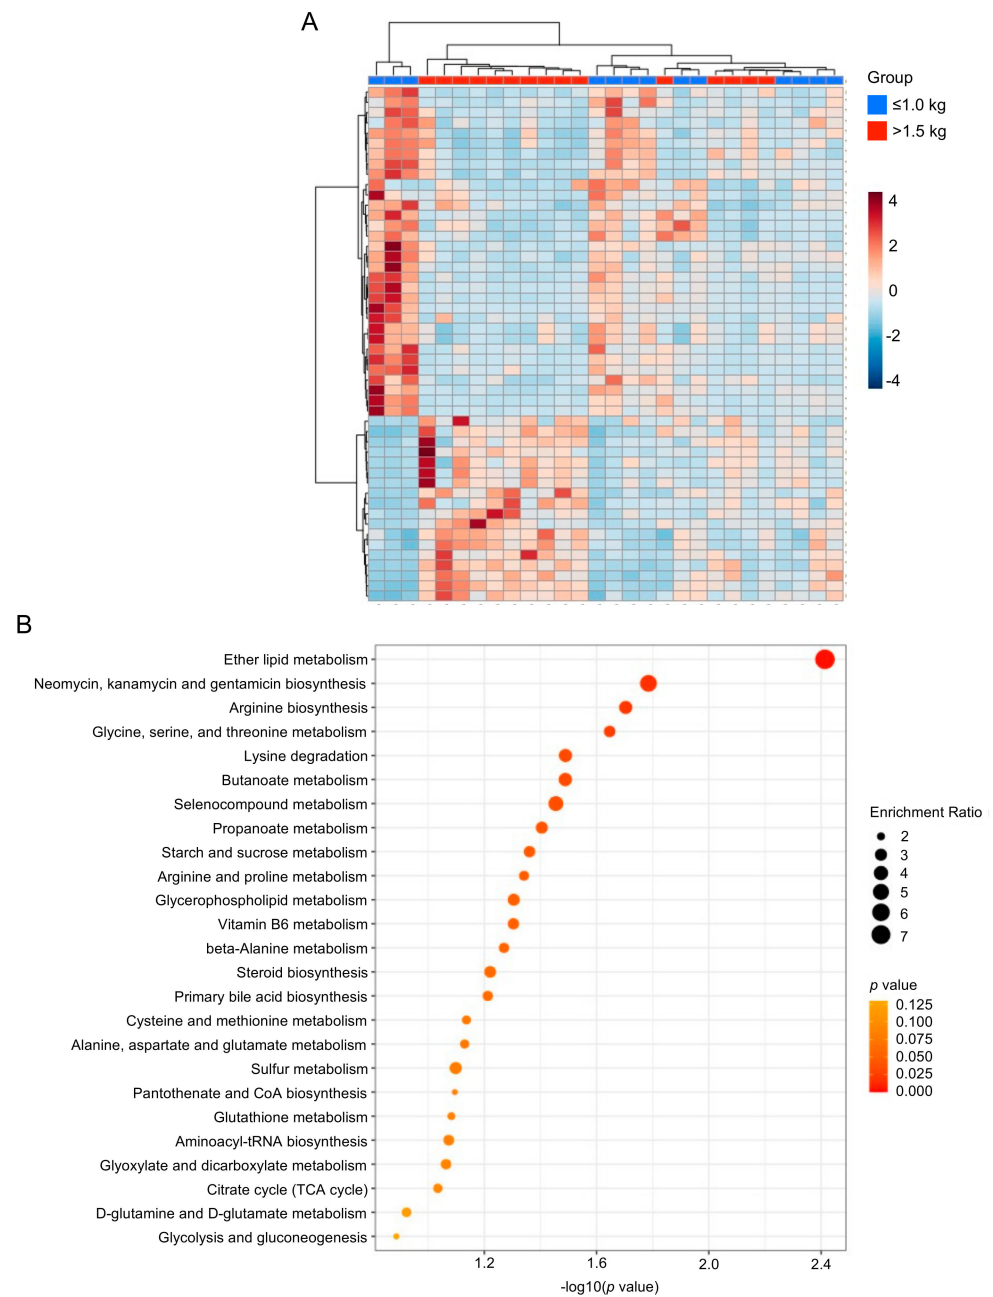 A
Group
≤1.0 kg
>1.5 kg
4
2
0
-2
-4
B
Ether lipid metabolism
Neomycin, kanamycin and gentamicin biosynthesis
Arginine biosynthesis
Glycine, serine, and threonine metabolism
Lysine degradation
Butanoate metabolism
Selenocompound metabolism
Propanoate metabolism
Starch and sucrose metabolism
Arginine and proline metabolism
Glycerophospholipid metabolism
Vitamin B6 metabolism
beta-Alanine metabolism
Steroid biosynthesis
Primary bile acid biosynthesis
Cysteine and methionine metabolism
Alanine, aspartate and glutamate metabolism
Sulfur metabolism
Pantothenate and CoA biosynthesis
Glutathione metabolism
Aminoacyl-tRNA biosynthesis
Glyoxylate and dicarboxylate metabolism
Citrate cycle (TCA cycle)
D-glutamine and D-glutamate metabolism
Glycolysis and gluconeogenesis
1.2 1.6 2.0 2.4
-log10(p value)
Enrichment Ratio
2
3
4
5
6
7
p value
0.125
0.100
0.075
0.050
0.025
0.000